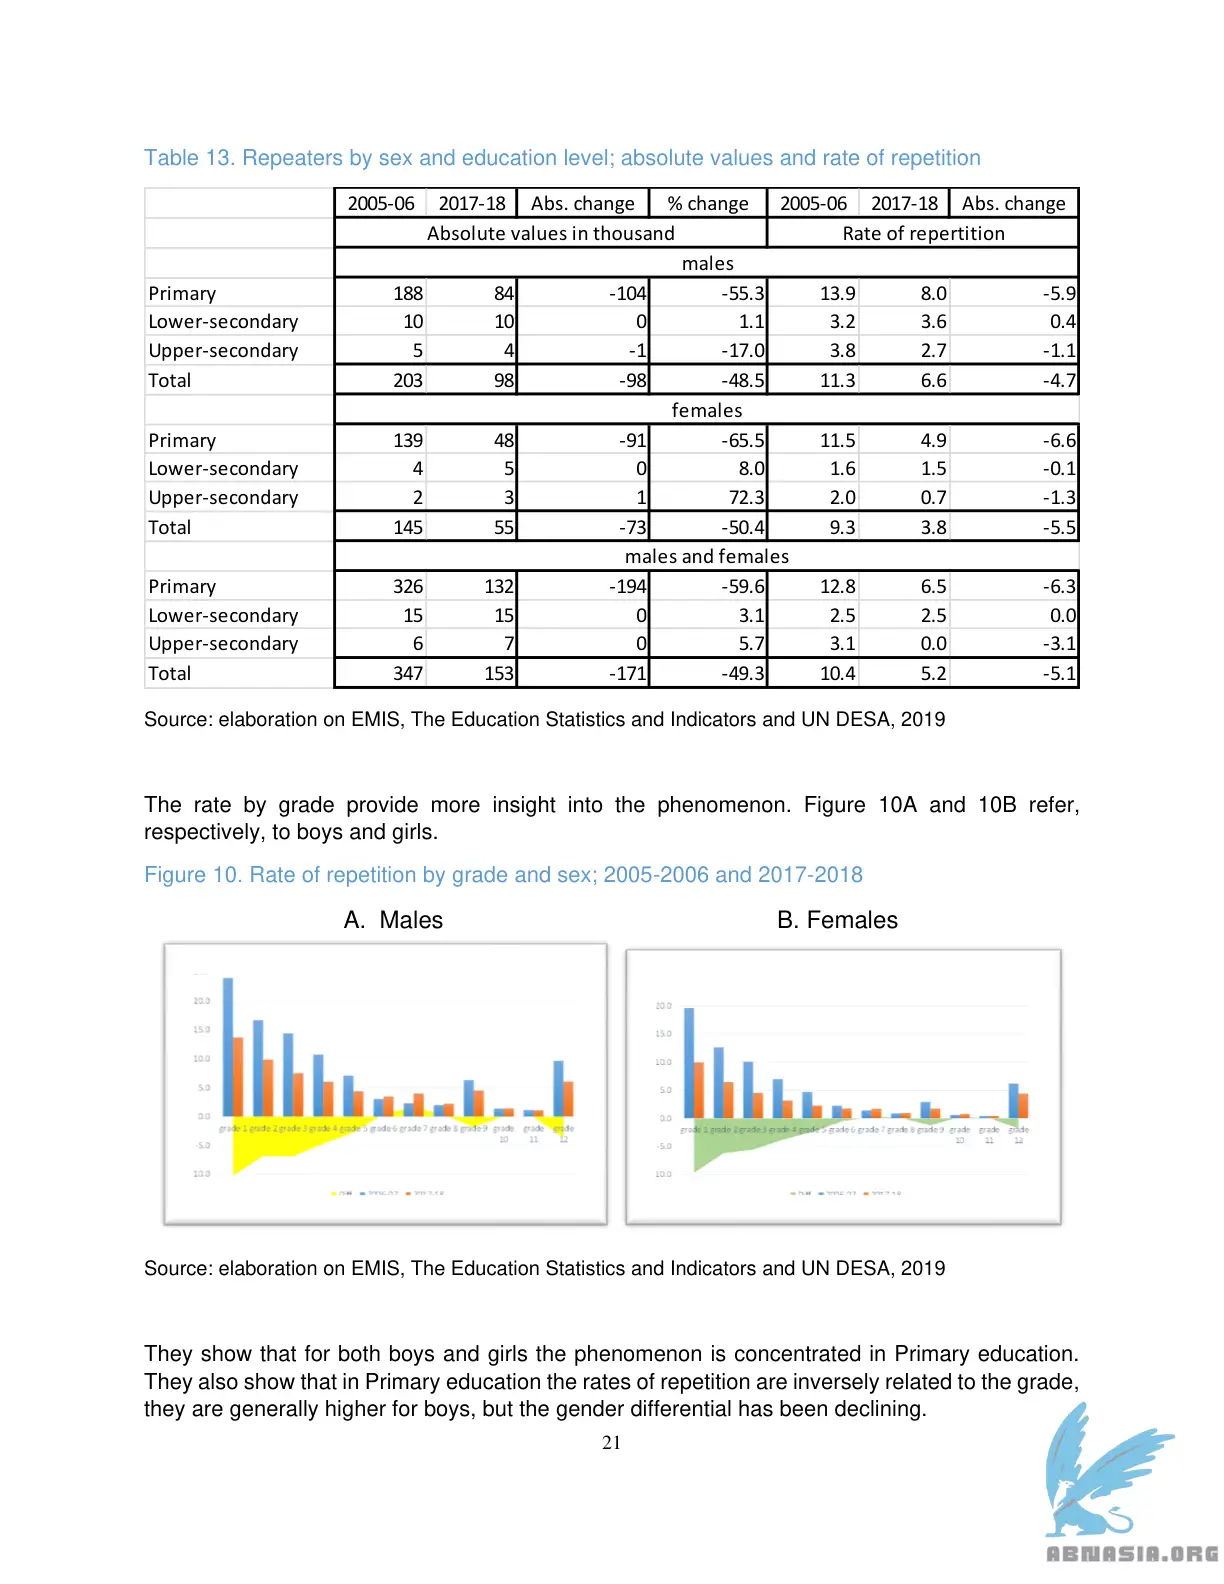 Table 13. Repeaters by sex and education level; absolute values and rate of repetition
2005-06 2017-18 Abs. change % change 2005-06 2017-18 Abs. change
Absolute values in thousand Rate of repertition
males
Primary 188 84 -104 -55.3 13.9 8.0 -5.9
Lower-secondary 10 10 0 1.1 3.2 3.6 0.4
Upper-secondary 5 4 -1 -17.0 3.8 2.7 -1.1
Total 203 98 -98 -48.5 11.3 6.6 -4.7
females
Primary 139 48 -91 -65.5 11.5 4.9 -6.6
Lower-secondary 4 5 0 8.0 1.6 1.5 -0.1
Upper-secondary 2 3 1 72.3 2.0 0.7 -1.3
Total 145 55 -73 -50.4 9.3 3.8 -5.5
males and females
Primary 326 132 -194 -59.6 12.8 6.5 -6.3
Lower-secondary 15 15 0 3.1 2.5 2.5 0.0
Upper-secondary 6 7 0 5.7 3.1 0.0 -3.1
Total 347 153 -171 -49.3 10.4 5.2 -5.1
Source: elaboration on EMIS, The Education Statistics and Indicators and UN DESA, 2019
The rate by grade provide more insight into the phenomenon. Figure 10A and 10B refer,
respectively, to boys and girls.
Figure 10. Rate of repetition by grade and sex; 2005-2006 and 2017-2018
A. Males
20.0
15.0
10.0
5.0
0.0
-5.0
10.0
grade 1 grade 2 grade 3 grade 4 grade 5 grade 6 grade 7 grade 8 grade 9 grade 10 grade 11 grade 12
B. Females
20.0
15.0
10.0
5.0
0.0
-5.0
10.0
grade 1 grade 2 grade 3 grade 4 grade 5 grade 6 grade 7 grade 8 grade 9 grade 10 grade 11 grade 12
Source: elaboration on EMIS, The Education Statistics and Indicators and UN DESA, 2019
They show that for both boys and girls the phenomenon is concentrated in Primary education.
They also show that in Primary education the rates of repetition are inversely related to the grade,
they are generally higher for boys, but the gender differential has been declining.
21
ABNASIA.ORG